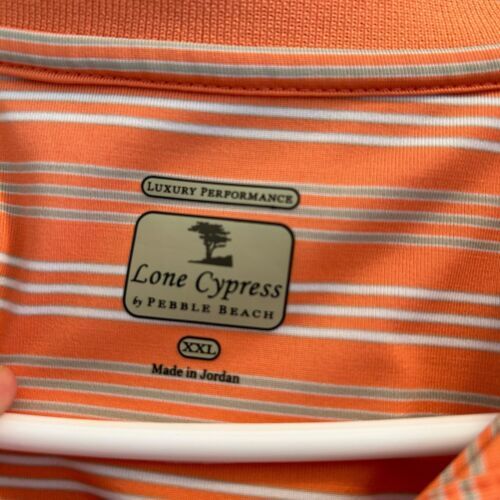 LUXURY PERFORMANCE
Lone Cypress
by PEBBLE BEACH
XXL
Made in Jordan